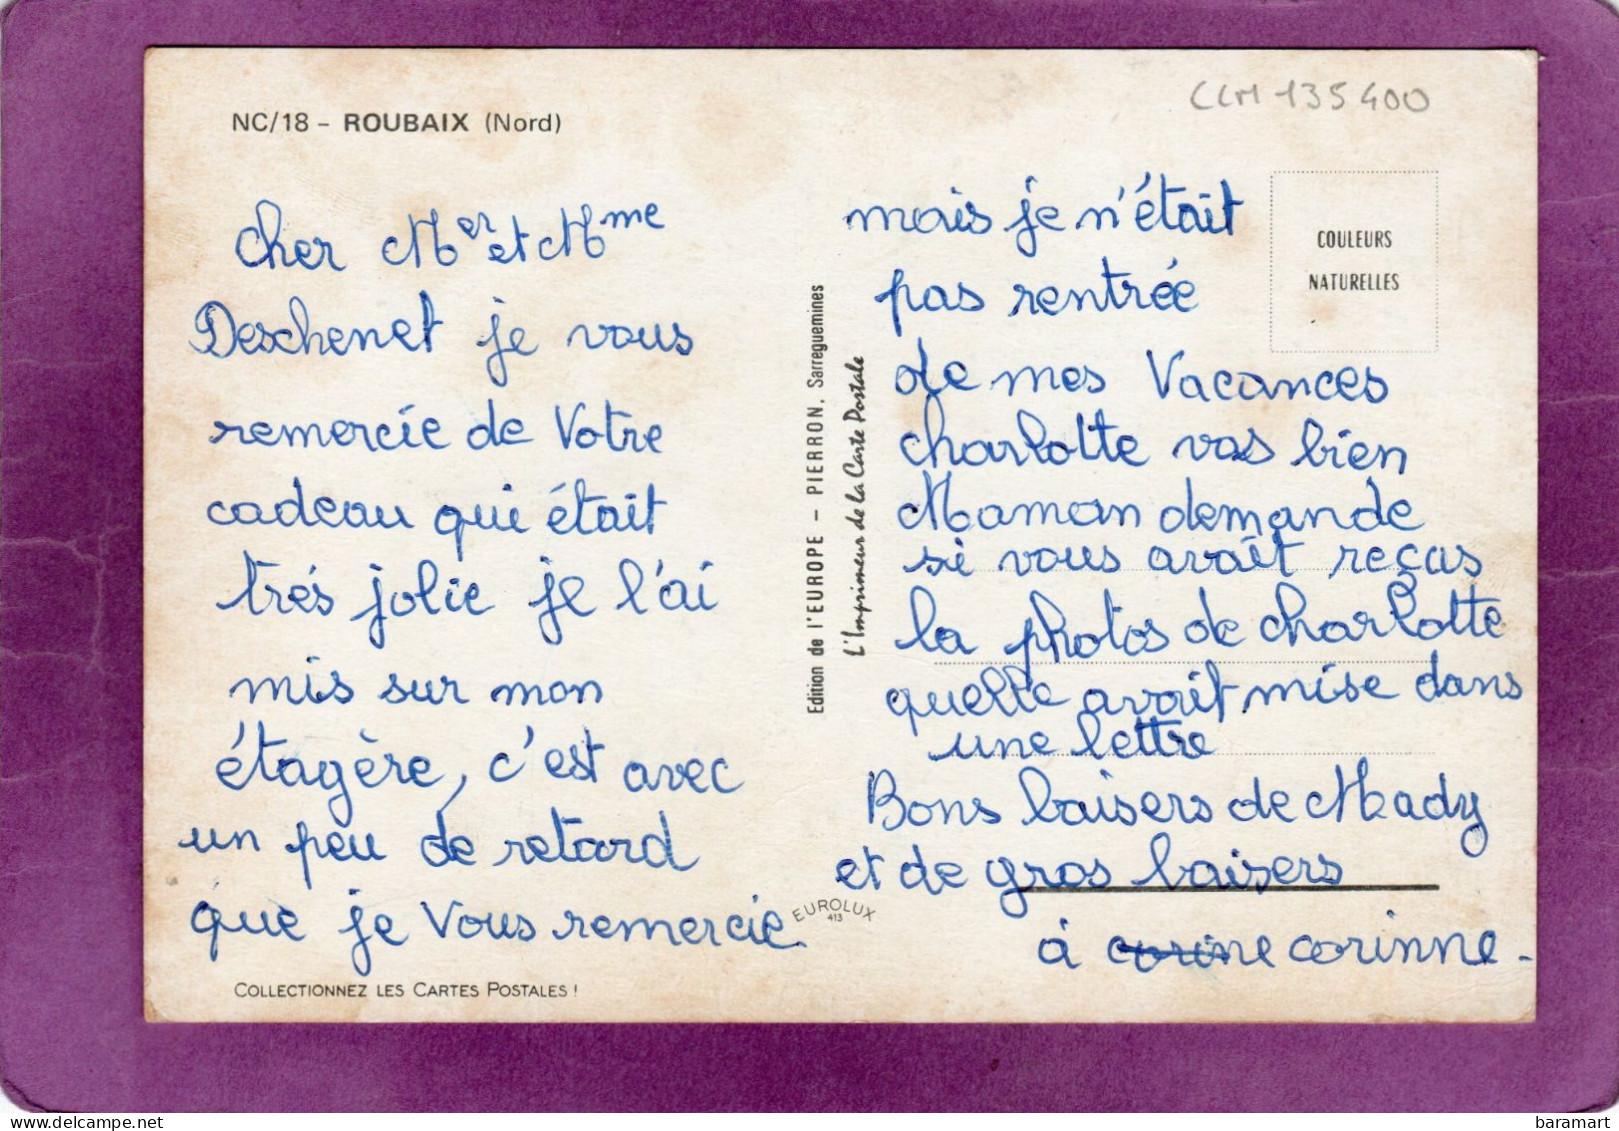 NC/18 - ROUBAIX (Nord)
CLM 135400
cher Mer et Mme
Deschenet je vous
remercie de Votre
cadeau qui était
trés jolie je l'ai
mis sur mon
étagère, c'est avec
un peu de retard
que je Vous remercie.
COLLECTIONNEZ LES CARTES POSTALES !
Edition de l'EUROPE - PIERRON, Sarreguemines
L'Imprimeur de la Carte Postale
EUROLUX
413
COULEURS
NATURELLES
mais je n'était
pas rentrée
de mes Vacances
charlotte vas bien
Maman demande
si vous avait reçus
la photos de charlotte
quelle avait mise dans
une lettre
Bons baisers de Mady
et de gros baisers
à corine corinne.
baramart